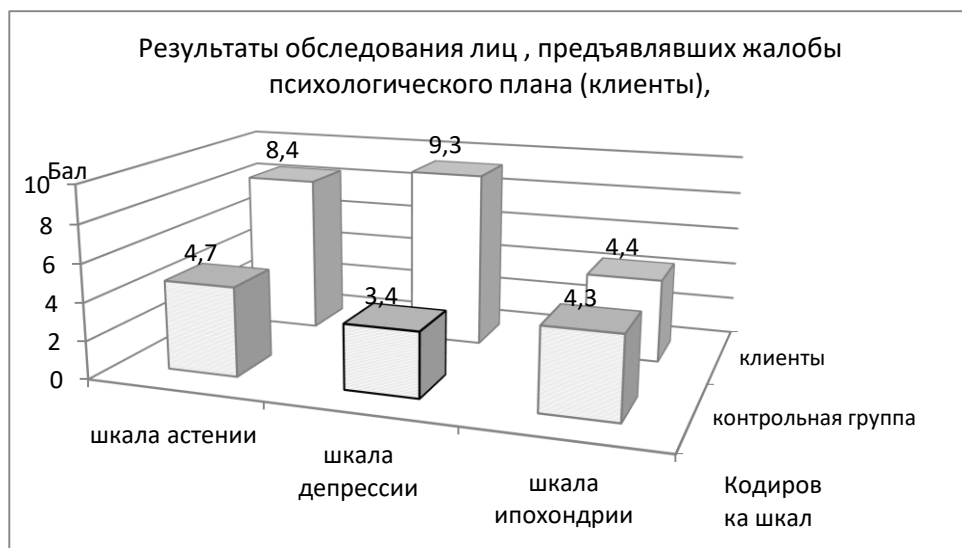 Результаты обследования лиц , предъявлявших жалобы
психологического плана (клиенты),
Бал
10
8
6
4
2
0
8,4
9,3
4,7
3,4
4,4
4,3
клиенты
контрольная группа
шкала астении
шкала
депрессии
шкала
ипохондрии
Кодиров
ка шкал